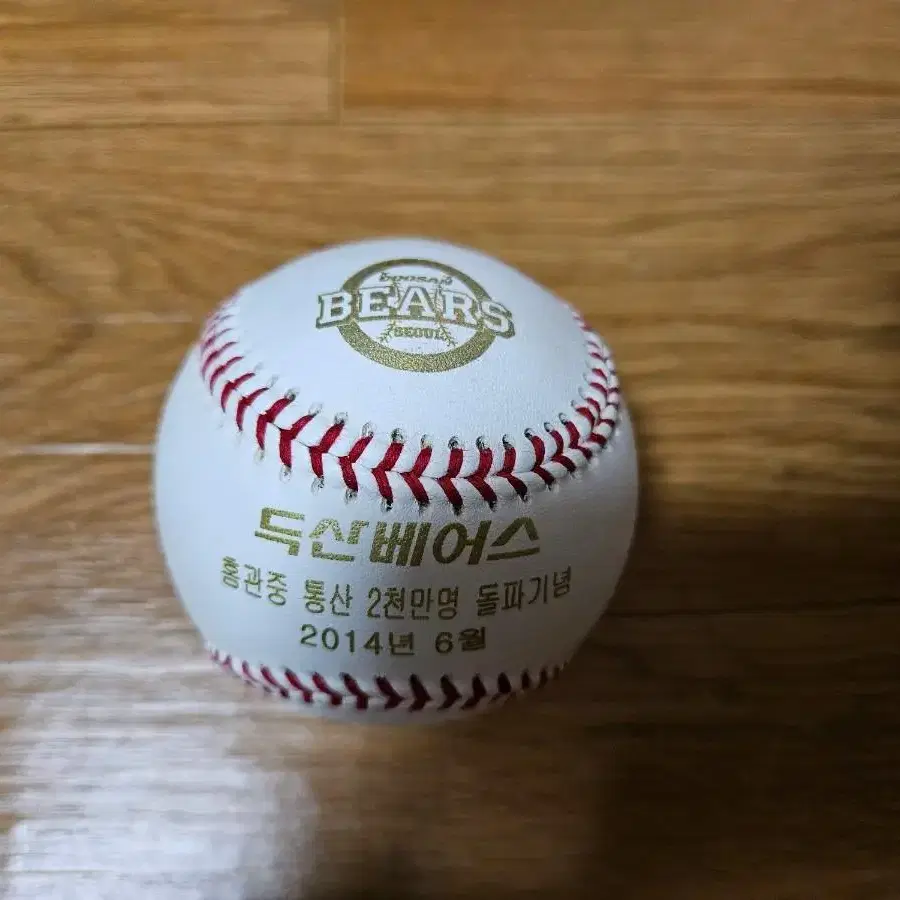 DOOSAN
BEARS
SEOUL
두산베어스
홈관중 통산 2천만명 돌파기념
2014년 6월